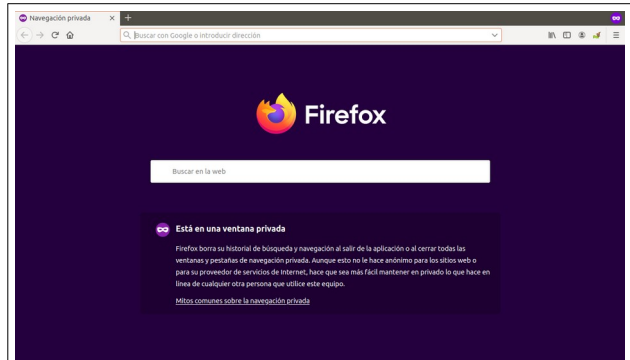 Navegación privada
Buscar con Google o introducir dirección
Firefox
Buscar en la web
Está en una ventana privada
Firefox borra su historial de búsqueda y navegación al salir de la aplicación o al cerrar todas las
ventanas y pestañas de navegación privada. Aunque esto no le hace anónimo para los sitios web o
para su proveedor de servicios de Internet, hace que sea más fácil mantener en privado lo que hace en
línea de cualquier otra persona que utilice este equipo.
Mitos comunes sobre la navegación privada